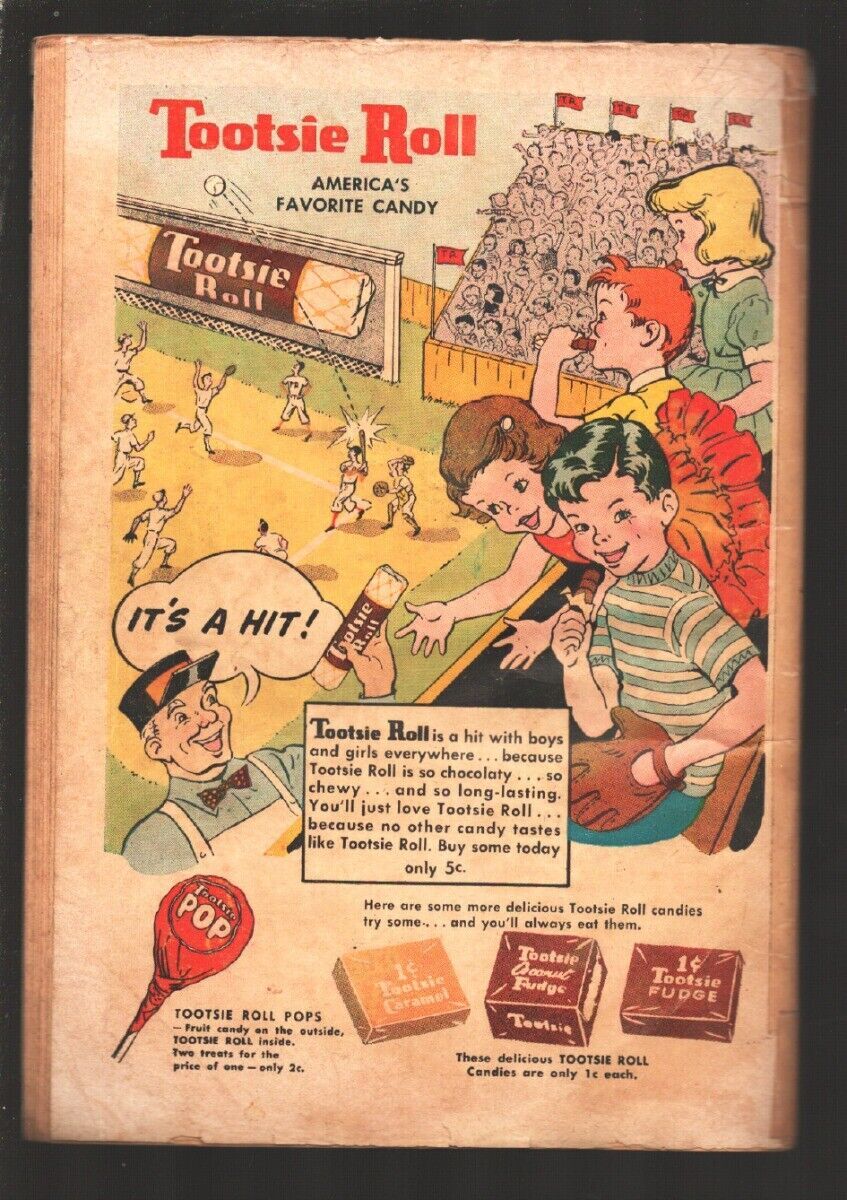 Tootsie Roll
AMERICA'S
FAVORITE CANDY
T.R.
T.R.
T.R.
T.R.
T.R.
Tootsie
Roll
IT'S A HIT!
Tootsie
Roll
Tootsie Roll is a hit with boys
and girls everywhere... because
Tootsie Roll is so chocolaty... so
chewy... and so long-lasting.
You'll just love Tootsie Roll...
because no other candy tastes
like Tootsie Roll. Buy some today
only 5c.
Here are some more delicious Tootsie Roll candies
try some.... and you'll always eat them.
Tootsie
POP
1¢
Tootsie
Caramel
Tootsie
Coconut
Fudge
Tootsie
1¢
Tootsie
FUDGE
TOOTSIE ROLL POPS
—Fruit candy on the outside,
TOOTSIE ROLL inside.
Two treats for the
price of one — only 2c.
These delicious TOOTSIE ROLL
Candies are only 1c each.